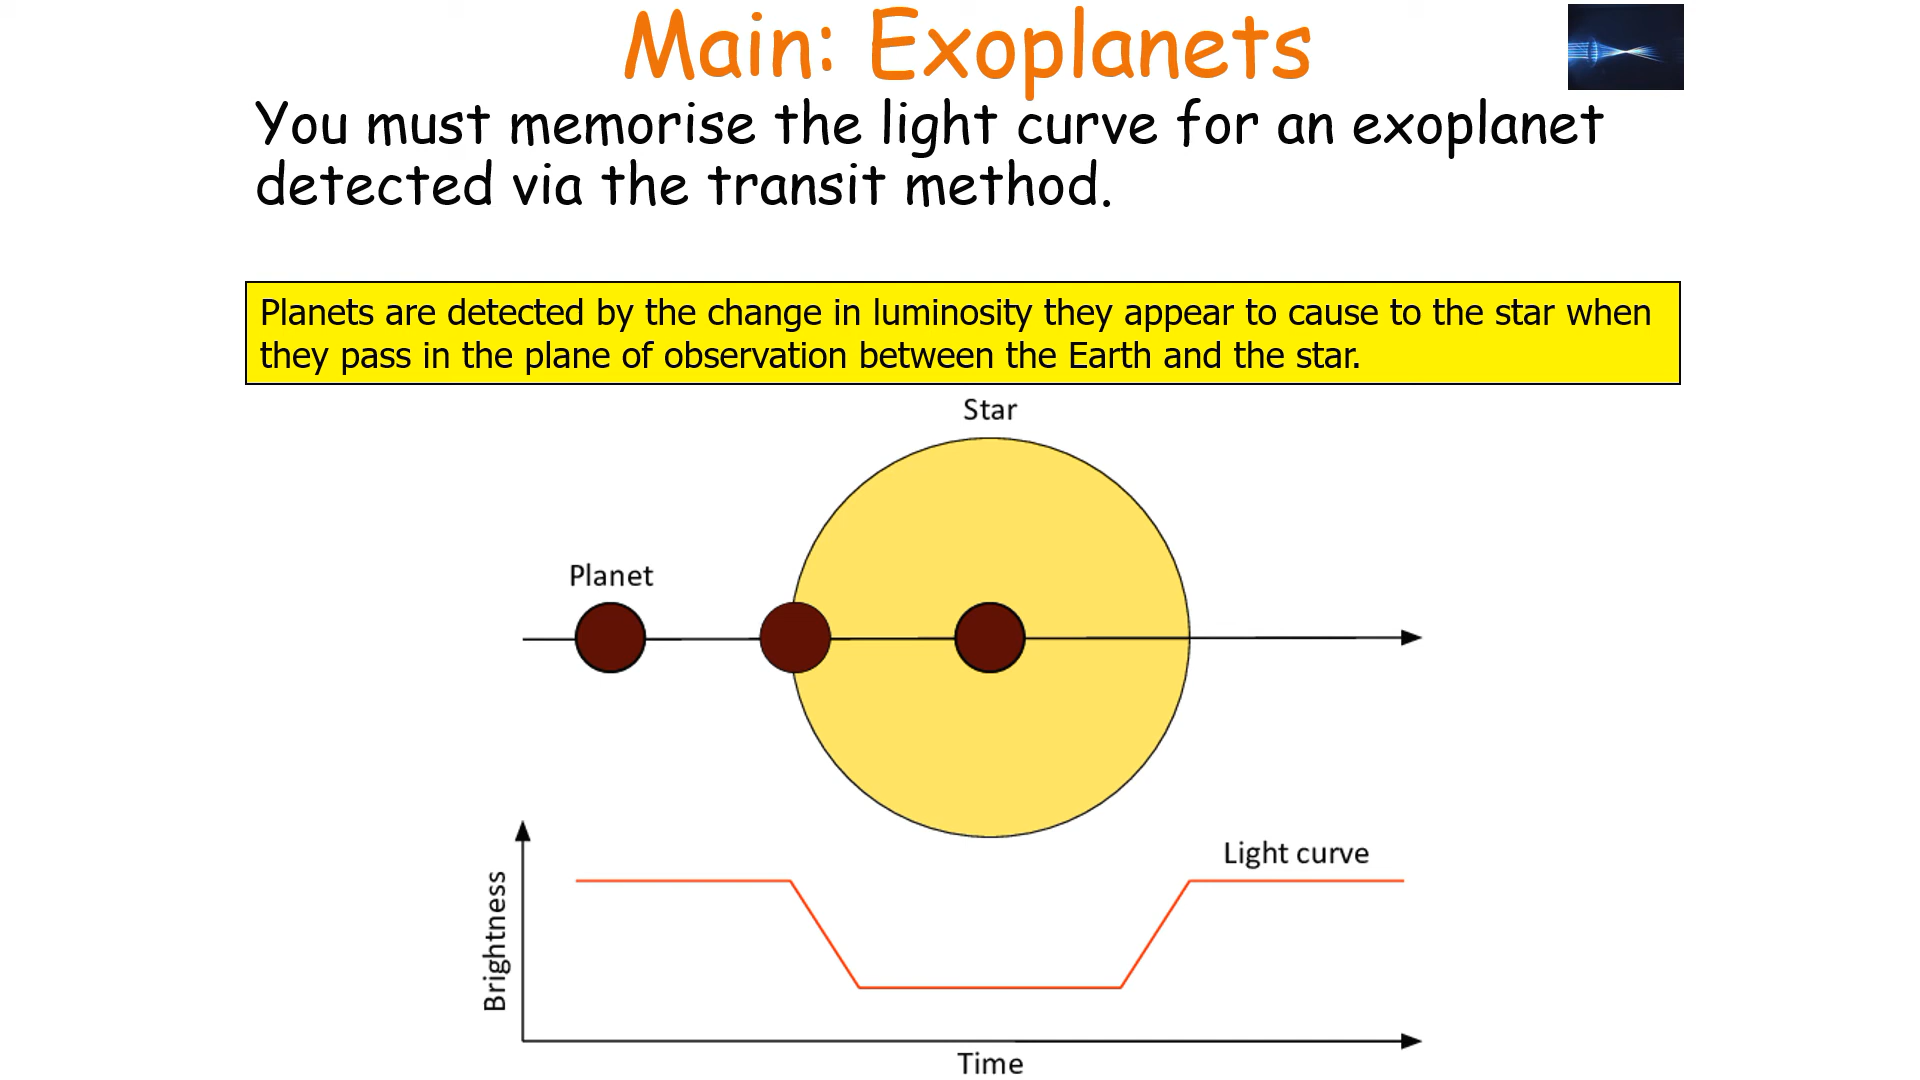 Main: Exoplanets
You must memorise the light curve for an exoplanet
detected via the transit method.
Planets are detected by the change in luminosity they appear to cause to the star when
they pass in the plane of observation between the Earth and the star.
Star
Planet
Light curve
Brightness
Time